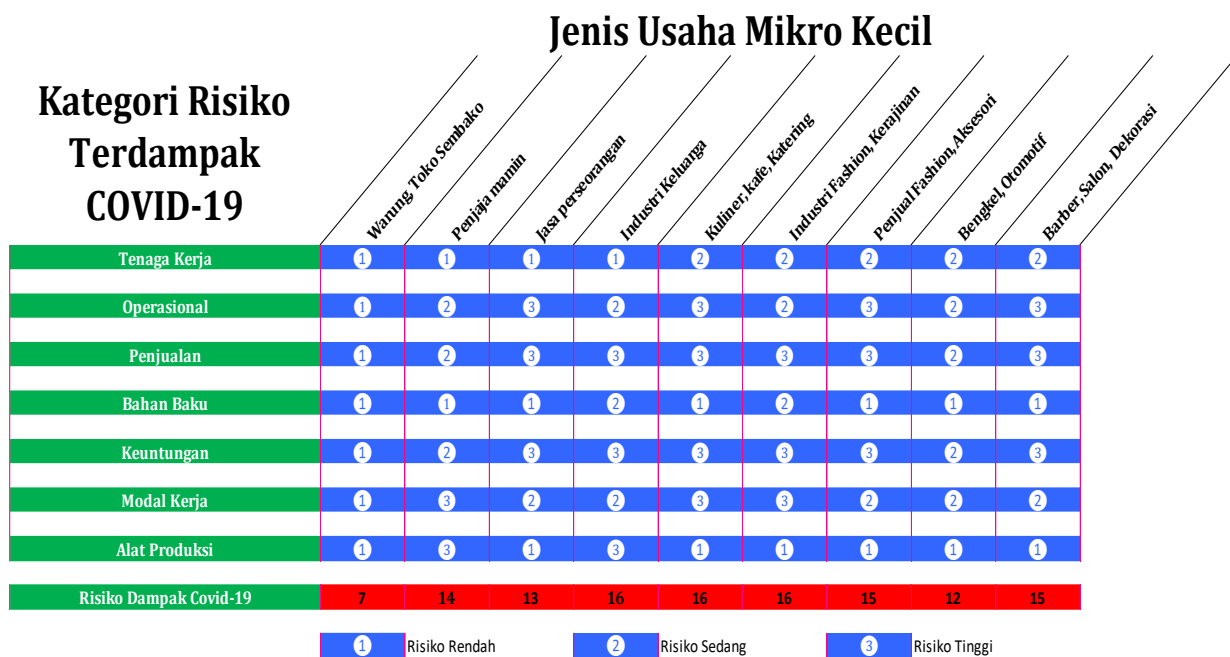 Jenis Usaha Mikro Kecil
Kategori Risiko
Terdampak
COVID-19
Warung, Toko Sembako
Penjaja mamin
Jasa perseorangan
Industri Keluarga
Kuliner, kafe, Katering
Industri Fashion, Kerajinan
Penjual Fashion, Aksesori
Bengkel, Otomotif
Barber, Salon, Dekorasi
Tenaga Kerja 1 1 1 1 2 2 2 2 2
Operasional 1 2 3 2 3 2 3 2 3
Penjualan 1 2 3 3 3 3 3 2 3
Bahan Baku 1 1 1 2 1 2 1 1 1
Keuntungan 1 2 3 3 3 3 3 2 3
Modal Kerja 1 3 2 2 3 3 2 2 2
Alat Produksi 1 3 1 3 1 1 1 1 1
Risiko Dampak Covid-19 7 14 13 16 16 16 15 12 15
1 Risiko Rendah 2 Risiko Sedang 3 Risiko Tinggi